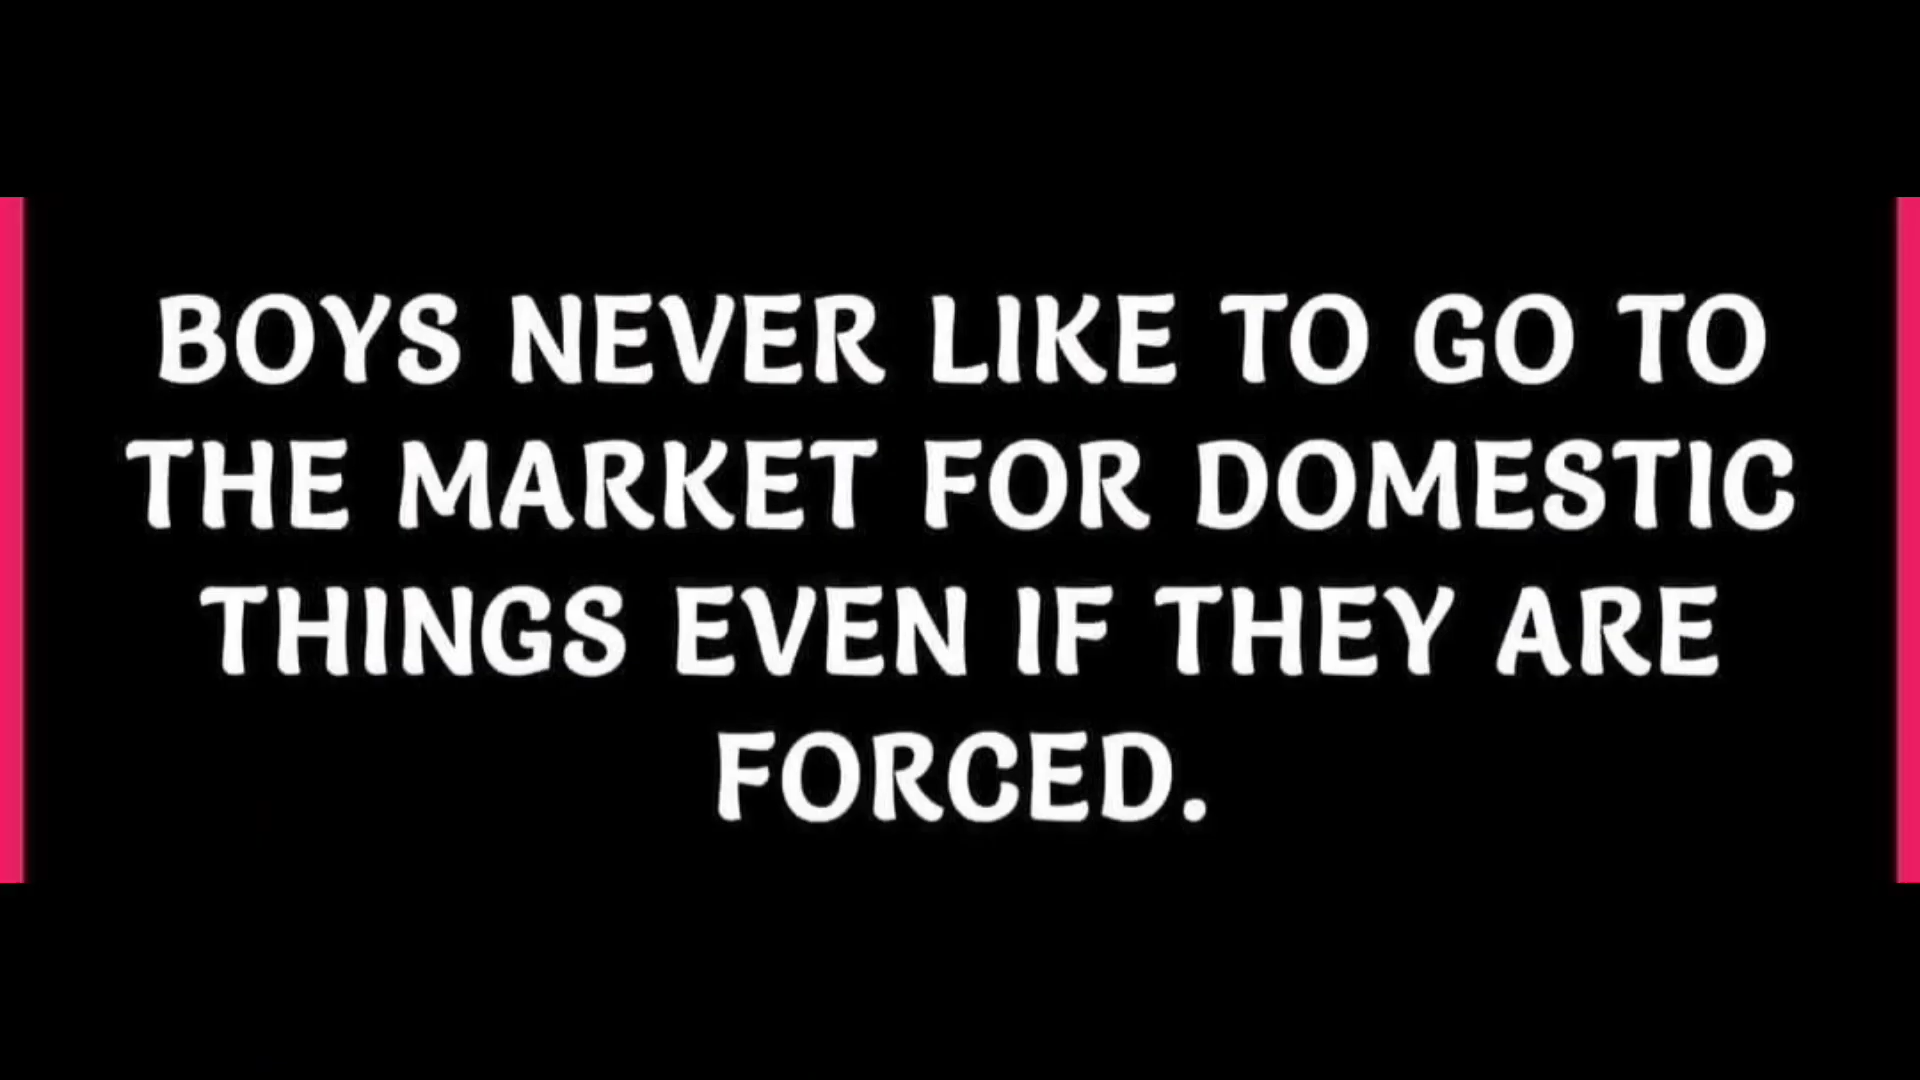 BOYS NEVER LIKE TO GO TO
THE MARKET FOR DOMESTIC
THINGS EVEN IF THEY ARE
FORCED.